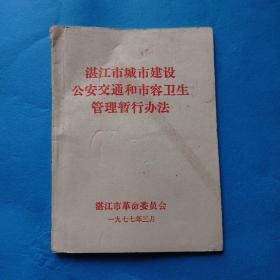 湛江市城市建设
公安交通和市容卫生
管理暂行办法
湛江市革命委员会
一九七七年三月